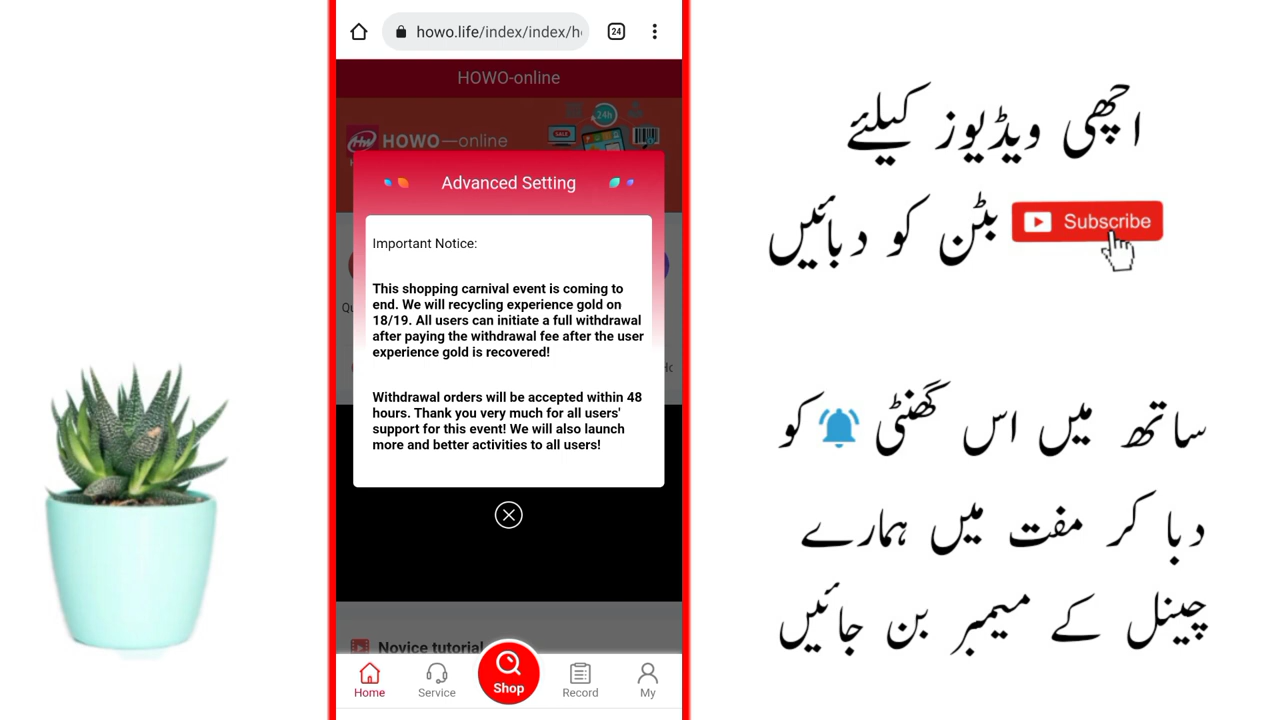 howo.life/index/index/h
24
HOWO-online
24h
SALE
HOWO—online
Advanced Setting
Important Notice:
This shopping carnival event is coming to
end. We will recycling experience gold on
18/19. All users can initiate a full withdrawal
after paying the withdrawal fee after the user
experience gold is recovered!
Withdrawal orders will be accepted within 48
hours. Thank you very much for all users'
support for this event! We will also launch
more and better activities to all users!
Novice tutorial
Home
Service
Shop
Record
My
اچھی ویڈیوز کیلئے
Subscribe بٹن کو دبائیں
ساتھ میں اس گھنٹی کو
دبا کر مفت میں ہمارے
چینل کے میمبر بن جائیں